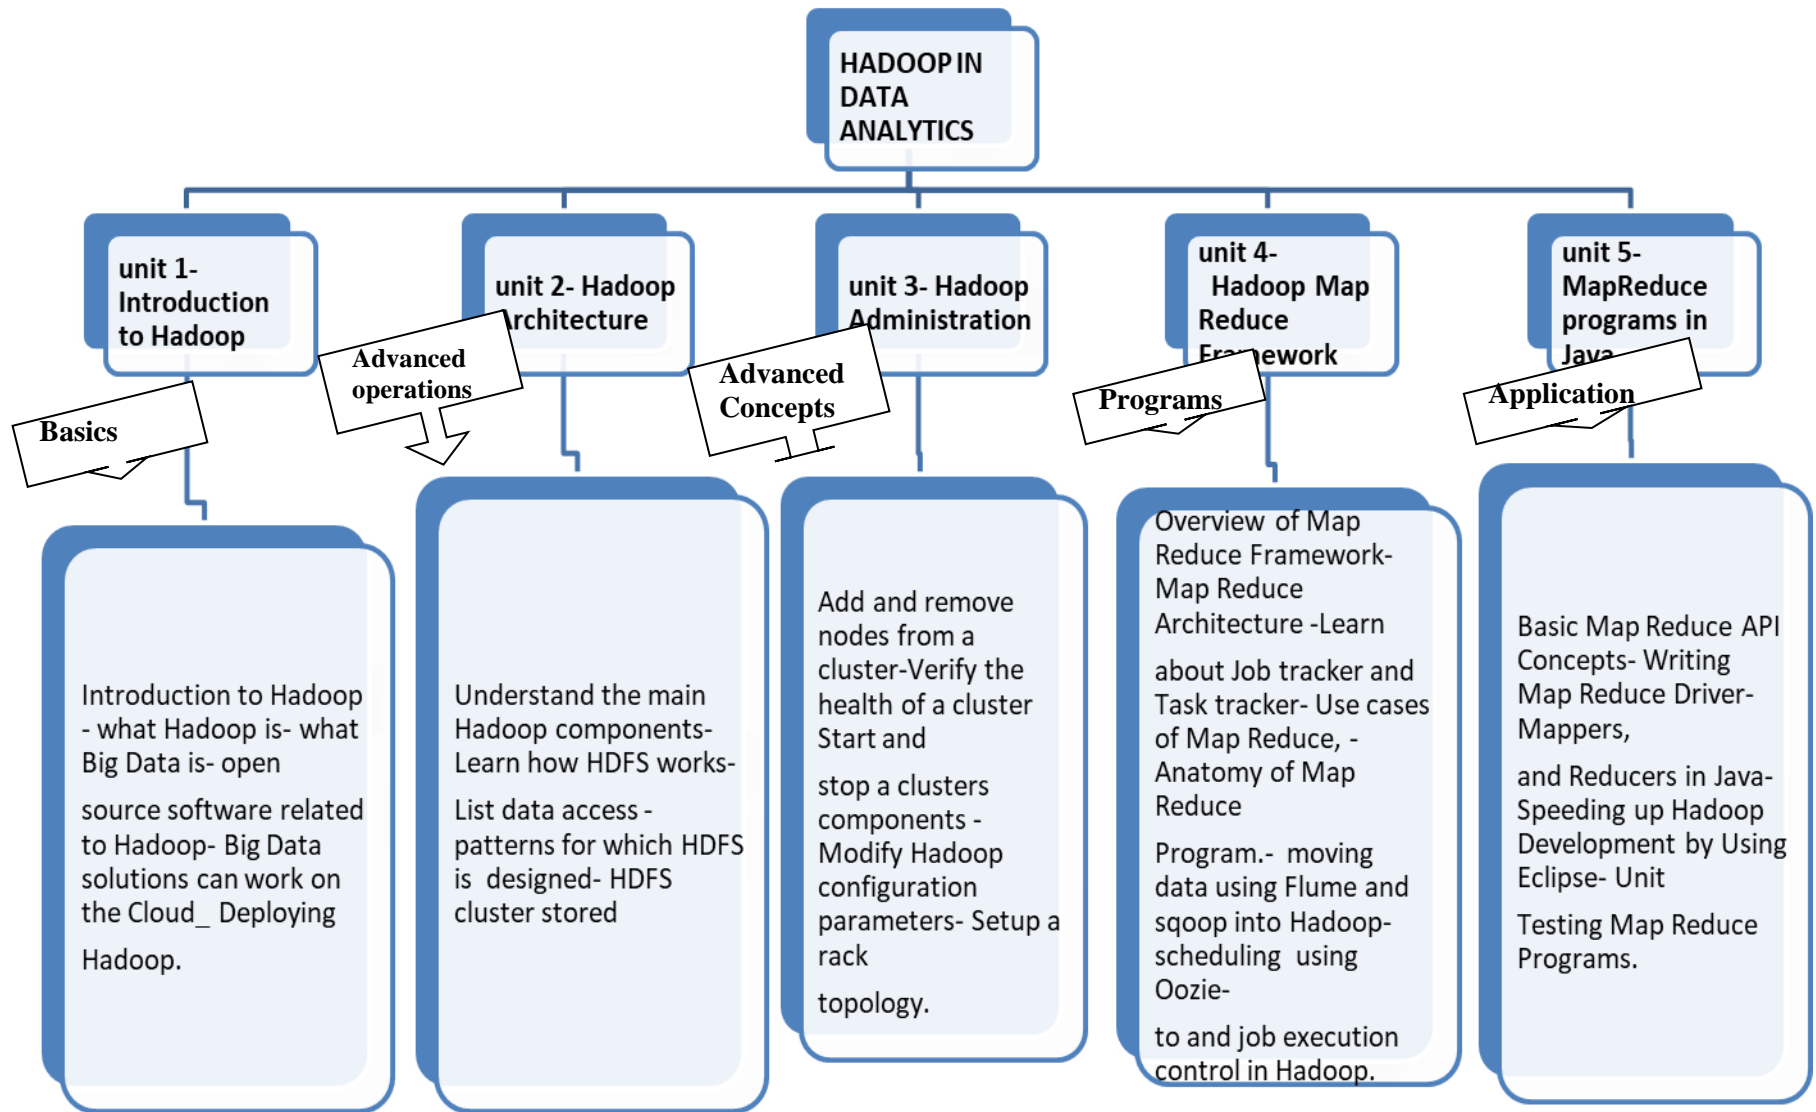 HADOOP IN
DATA
ANALYTICS
unit 1-
Introduction
to Hadoop
unit 2- Hadoop
Architecture
unit 3- Hadoop
Administration
unit 4-
Hadoop Map
Reduce
Framework
unit 5-
MapReduce
programs in
Java
Basics
Advanced
operations
Advanced
Concepts
Programs
Application
Introduction to Hadoop
- what Hadoop is- what
Big Data is- open
source software related
to Hadoop- Big Data
solutions can work on
the Cloud_ Deploying
Hadoop.
Understand the main
Hadoop components-
Learn how HDFS works-
List data access -
patterns for which HDFS
is designed- HDFS
cluster stored
Add and remove
nodes from a
cluster-Verify the
health of a cluster
Start and
stop a clusters
components -
Modify Hadoop
configuration
parameters- Setup a
rack
topology.
Overview of Map
Reduce Framework-
Map Reduce
Architecture -Learn
about Job tracker and
Task tracker- Use cases
of Map Reduce, -
Anatomy of Map
Reduce
Program.- moving
data using Flume and
sqoop into Hadoop-
scheduling using
Oozie-
to and job execution
control in Hadoop.
Basic Map Reduce API
Concepts- Writing
Map Reduce Driver-
Mappers,
and Reducers in Java-
Speeding up Hadoop
Development by Using
Eclipse- Unit
Testing Map Reduce
Programs.